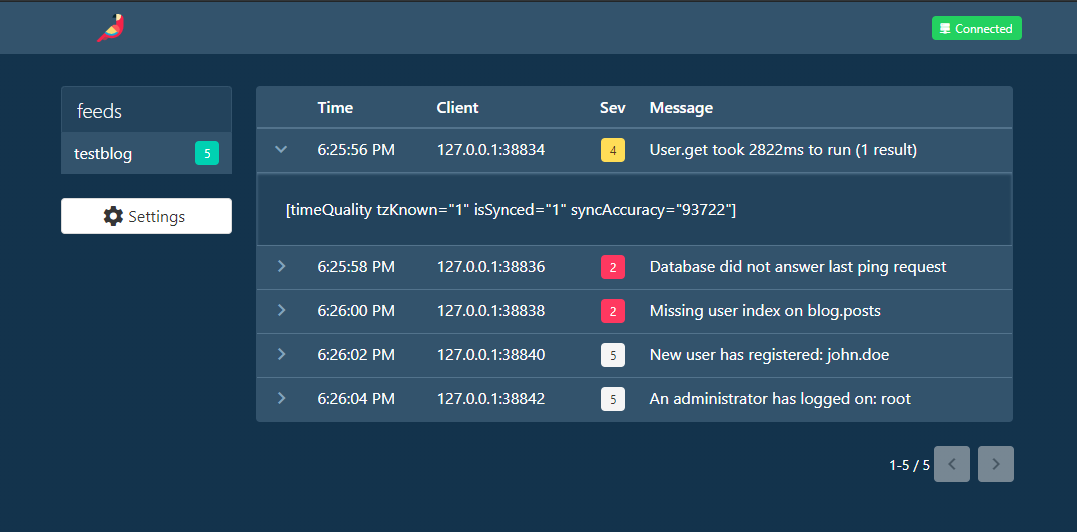 Connected
feeds
testblog 5
Settings
Time Client Sev Message
6:25:56 PM 127.0.0.1:38834 4 User.get took 2822ms to run (1 result)
[timeQuality tzKnown="1" isSynced="1" syncAccuracy="93722"]
6:25:58 PM 127.0.0.1:38836 2 Database did not answer last ping request
6:26:00 PM 127.0.0.1:38838 2 Missing user index on blog.posts
6:26:02 PM 127.0.0.1:38840 5 New user has registered: john.doe
6:26:04 PM 127.0.0.1:38842 5 An administrator has logged on: root
1-5 / 5